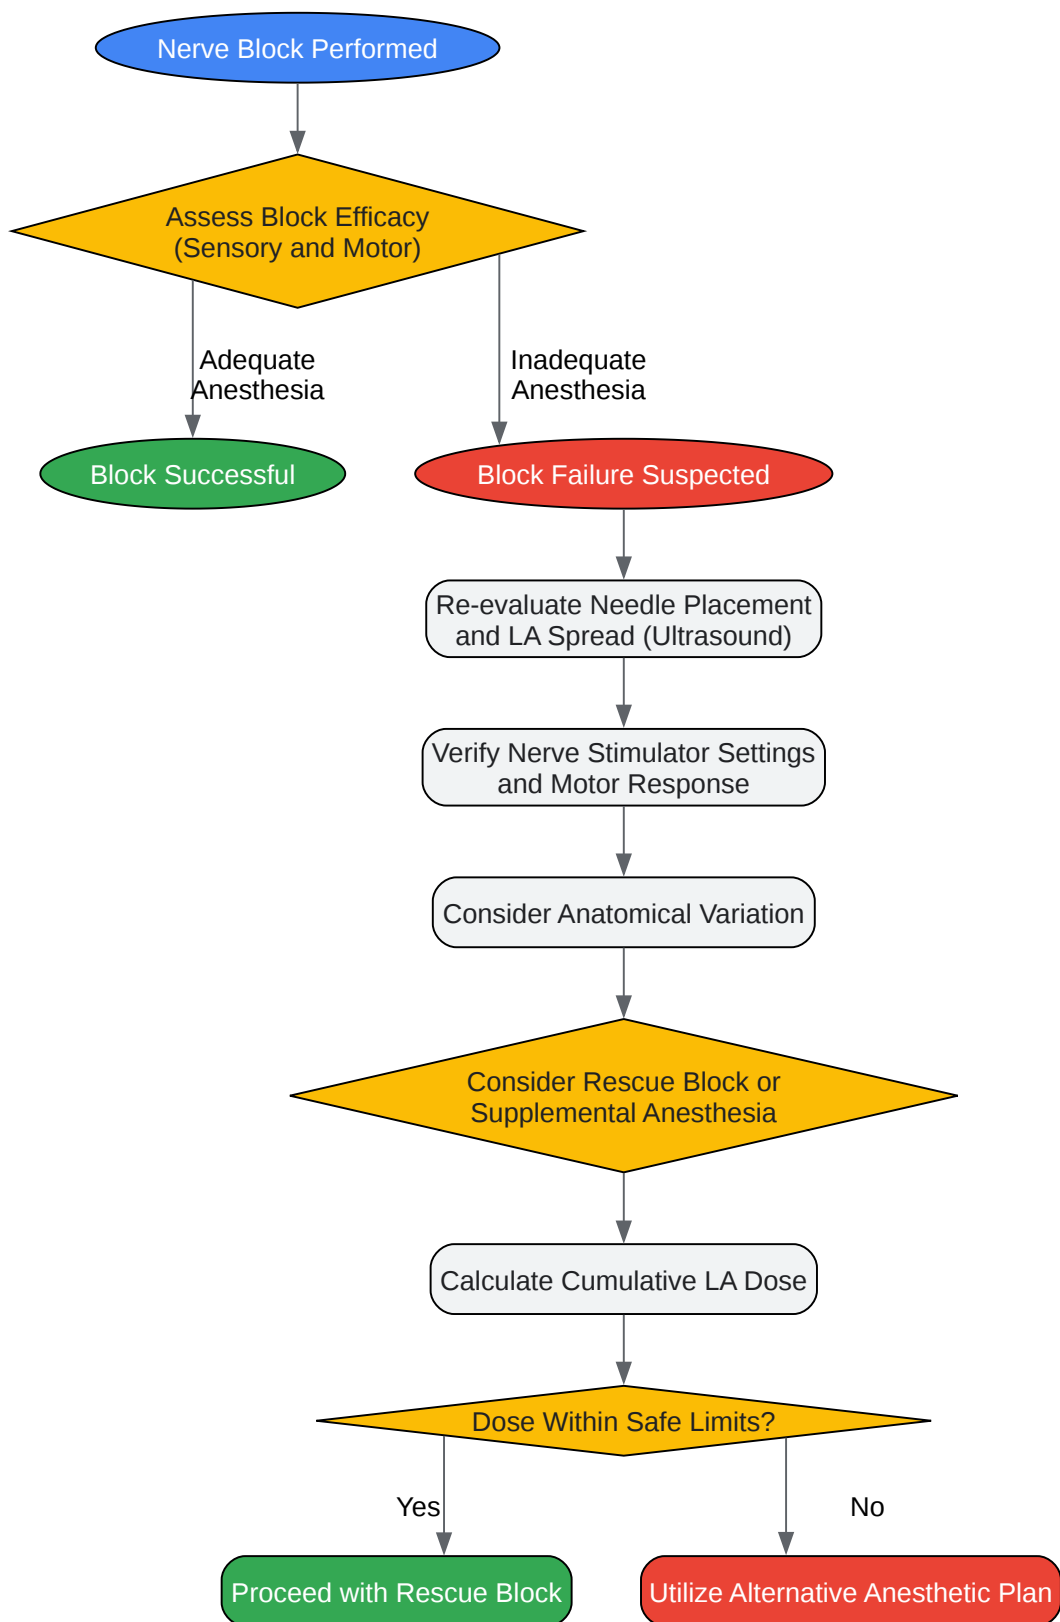 Nerve Block Performed
Assess Block Efficacy
(Sensory and Motor)
Adequate
Anesthesia
Inadequate
Anesthesia
Block Successful
Block Failure Suspected
Re-evaluate Needle Placement
and LA Spread (Ultrasound)
Verify Nerve Stimulator Settings
and Motor Response
Consider Anatomical Variation
Consider Rescue Block or
Supplemental Anesthesia
Calculate Cumulative LA Dose
Dose Within Safe Limits?
Yes
No
Proceed with Rescue Block
Utilize Alternative Anesthetic Plan